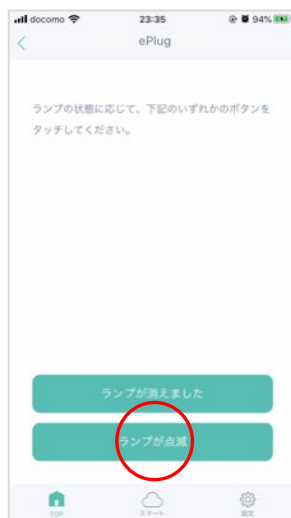 docomo 23:35 94%
ePlug
ランプの状態に応じて、下記のいずれかのボタンを
タッチしてください。
ランプが消えました
ランプが点滅
TOP スマート 設定